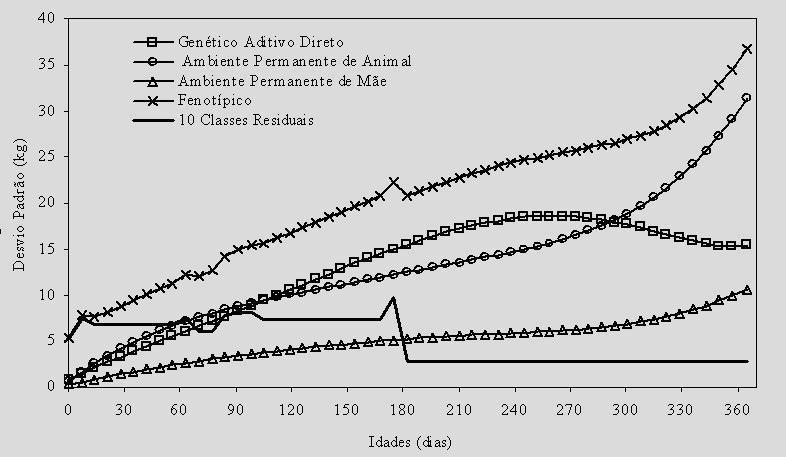 40
35
30
25
20
15
10
5
0
Desvio Padrão (kg)
Genético Aditivo Direto
Ambiente Permanente de Animal
Ambiente Permanente de Mãe
Fenotípico
10 Classes Residuais
0 30 60 90 120 150 180 210 240 270 300 330 360
Idades (dias)